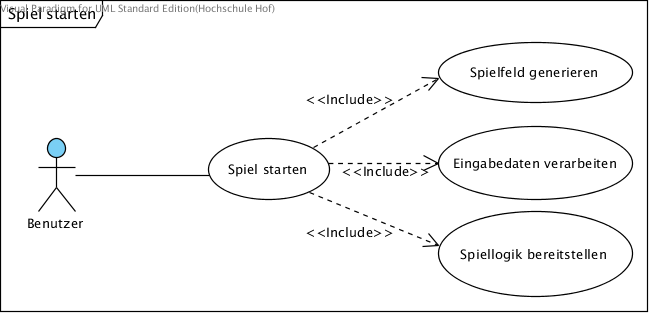 Visual Paradigm for UML Standard Edition(Hochschule Hof)
Spiel starten
<<Include>>
Spielfeld generieren
Spiel starten
Eingabedaten verarbeiten
<<Include>>
Benutzer
<<Include>>
Spiellogik bereitstellen